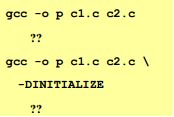 gcc -o p c1.c c2.c
??
gcc -o p c1.c c2.c \
-DINITIALIZE
??